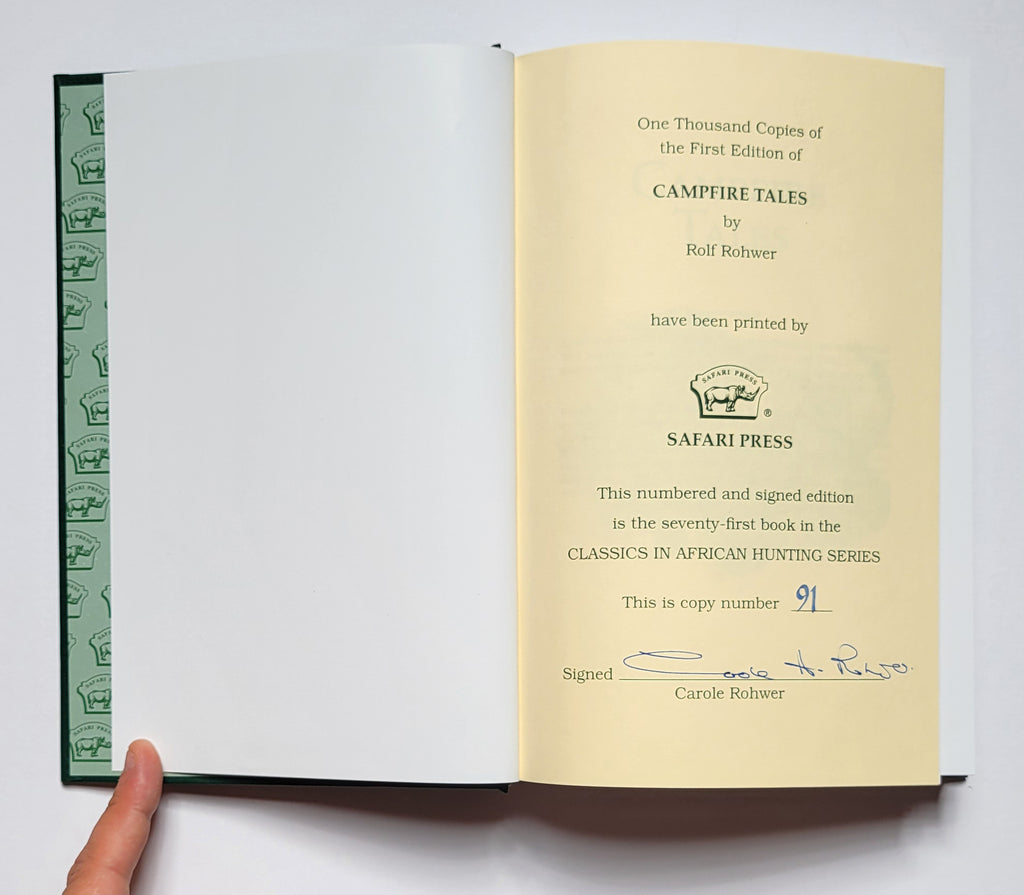 One Thousand Copies of
the First Edition of
CAMPFIRE TALES
by
Rolf Rohwer
have been printed by
SAFARI PRESS
®
SAFARI PRESS
This numbered and signed edition
is the seventy-first book in the
CLASSICS IN AFRICAN HUNTING SERIES
This is copy number 91
Signed Carole H. Rohwer
Carole Rohwer